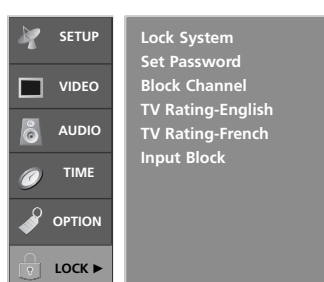 SETUP
VIDEO
AUDIO
TIME
OPTION
LOCK ►
Lock System
Set Password
Block Channel
TV Rating-English
TV Rating-French
Input Block